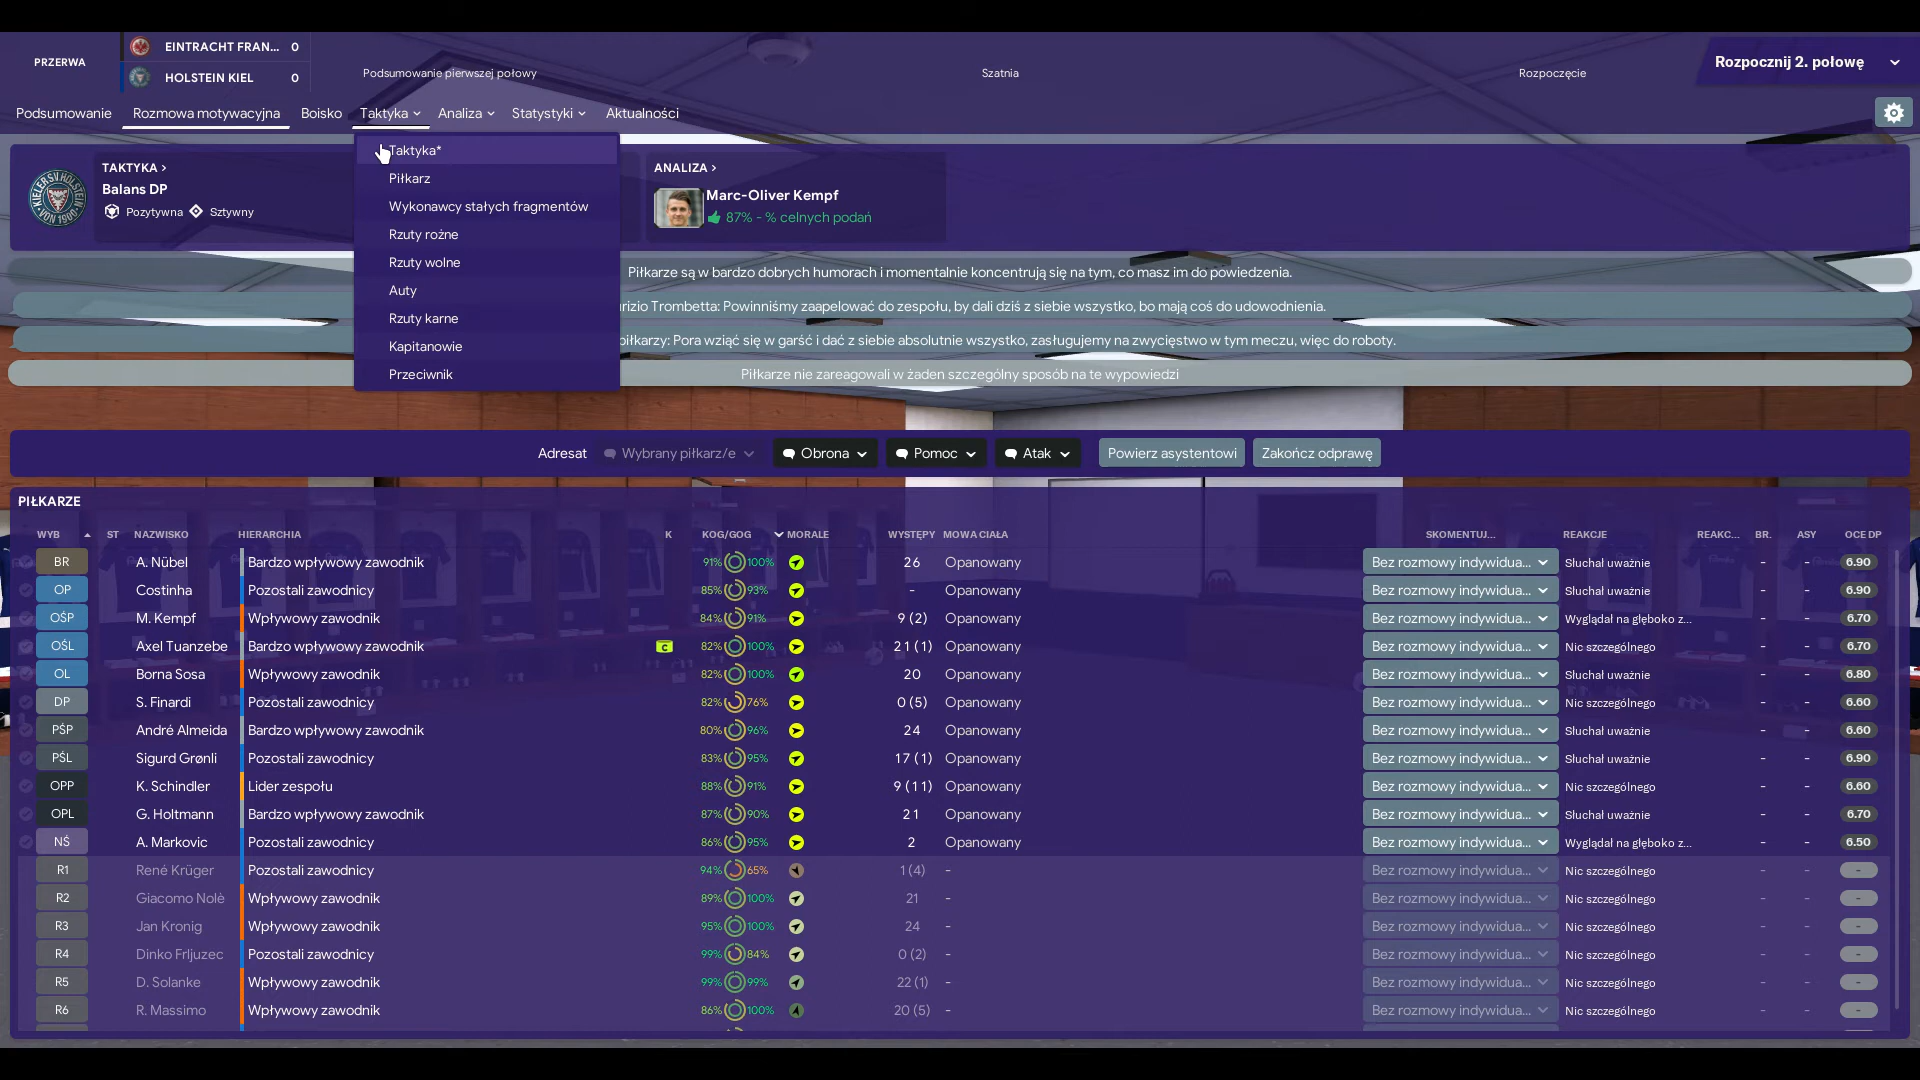 PRZERWA
EINTRACHT FRAN... 0
HOLSTEIN KIEL 0
Podsumowanie pierwszej połowy
Szatnia
Rozpoczęcie
Rozpocznij 2. połowę
Podsumowanie Rozmowa motywacyjna Boisko Taktyka Analiza Statystyki Aktualności
Taktyka*
Piłkarz
Wykonawcy stałych fragmentów
Rzuty rożne
Rzuty wolne
Auty
Rzuty karne
Kapitanowie
Przeciwnik
TAKTYKA >
Balans DP
Pozytywna Sztywny
ANALIZA >
Marc-Oliver Kempf
87% - % celnych podań
Piłkarze są w bardzo dobrych humorach i momentalnie koncentrują się na tym, co masz im do powiedzenia.
Trombetta: Powinniśmy zaapelować do zespołu, by dali dziś z siebie wszystko, bo mają coś do udowodnienia.
piłkarzy: Pora wziąć się w garść i dać z siebie absolutnie wszystko, zasługujemy na zwycięstwo w tym meczu, więc do roboty.
Piłkarze nie zareagowali w żaden szczególny sposób na te wypowiedzi
Adresat Wybrany piłkarz/e Obrona Pomoc Atak Powierz asystentowi Zakończ odprawę
PIŁKARZE
WYB ST NAZWISKO HIERARCHIA K KOG/GOG MORALE WYSTĘPY MOWA CIAŁA SKOMENTUJ... REAKCJE REAKC... BR. ASY OCE DP
BR A. Nübel Bardzo wpływowy zawodnik 91% 100% 26 Opanowany Bez rozmowy indywidua... Słuchał uważnie - - 6.90
OP Costinha Pozostali zawodnicy 85% 93% - Opanowany Bez rozmowy indywidua... Słuchał uważnie - - 6.90
OŚP M. Kempf Wpływowy zawodnik 84% 91% 9 (2) Opanowany Bez rozmowy indywidua... Wyglądał na głęboko z... - - 6.70
OŚL Axel Tuanzebe Bardzo wpływowy zawodnik C 82% 100% 21 (1) Opanowany Bez rozmowy indywidua... Nic szczególnego - - 6.70
OL Borna Sosa Wpływowy zawodnik 82% 100% 20 Opanowany Bez rozmowy indywidua... Słuchał uważnie - - 6.80
DP S. Finardi Pozostali zawodnicy 82% 76% 0 (5) Opanowany Bez rozmowy indywidua... Nic szczególnego - - 6.60
PŚP André Almeida Bardzo wpływowy zawodnik 80% 96% 24 Opanowany Bez rozmowy indywidua... Słuchał uważnie - - 6.60
PŚL Sigurd Grønli Pozostali zawodnicy 83% 95% 17 (1) Opanowany Bez rozmowy indywidua... Słuchał uważnie - - 6.90
OPP K. Schindler Lider zespołu 88% 91% 9 (11) Opanowany Bez rozmowy indywidua... Nic szczególnego - - 6.60
OPL G. Holtmann Bardzo wpływowy zawodnik 87% 90% 21 Opanowany Bez rozmowy indywidua... Słuchał uważnie - - 6.70
NŚ A. Markovic Pozostali zawodnicy 86% 95% 2 Opanowany Bez rozmowy indywidua... Wyglądał na głęboko z... - - 6.50
R1 René Krüger Pozostali zawodnicy 94% 65% 1 (4) - Bez rozmowy indywidua... Nic szczególnego - - -
R2 Giacomo Nolè Wpływowy zawodnik 89% 100% 21 - Bez rozmowy indywidua... Nic szczególnego - - -
R3 Jan Kronig Wpływowy zawodnik 95% 100% 24 - Bez rozmowy indywidua... Nic szczególnego - - -
R4 Dinko Frljuzec Pozostali zawodnicy 99% 84% 0 (2) - Bez rozmowy indywidua... Nic szczególnego - - -
R5 D. Solanke Wpływowy zawodnik 99% 99% 22 (1) - Bez rozmowy indywidua... Nic szczególnego - - -
R6 R. Massimo Wpływowy zawodnik 86% 100% 20 (5) - Bez rozmowy indywidua... Nic szczególnego - - -